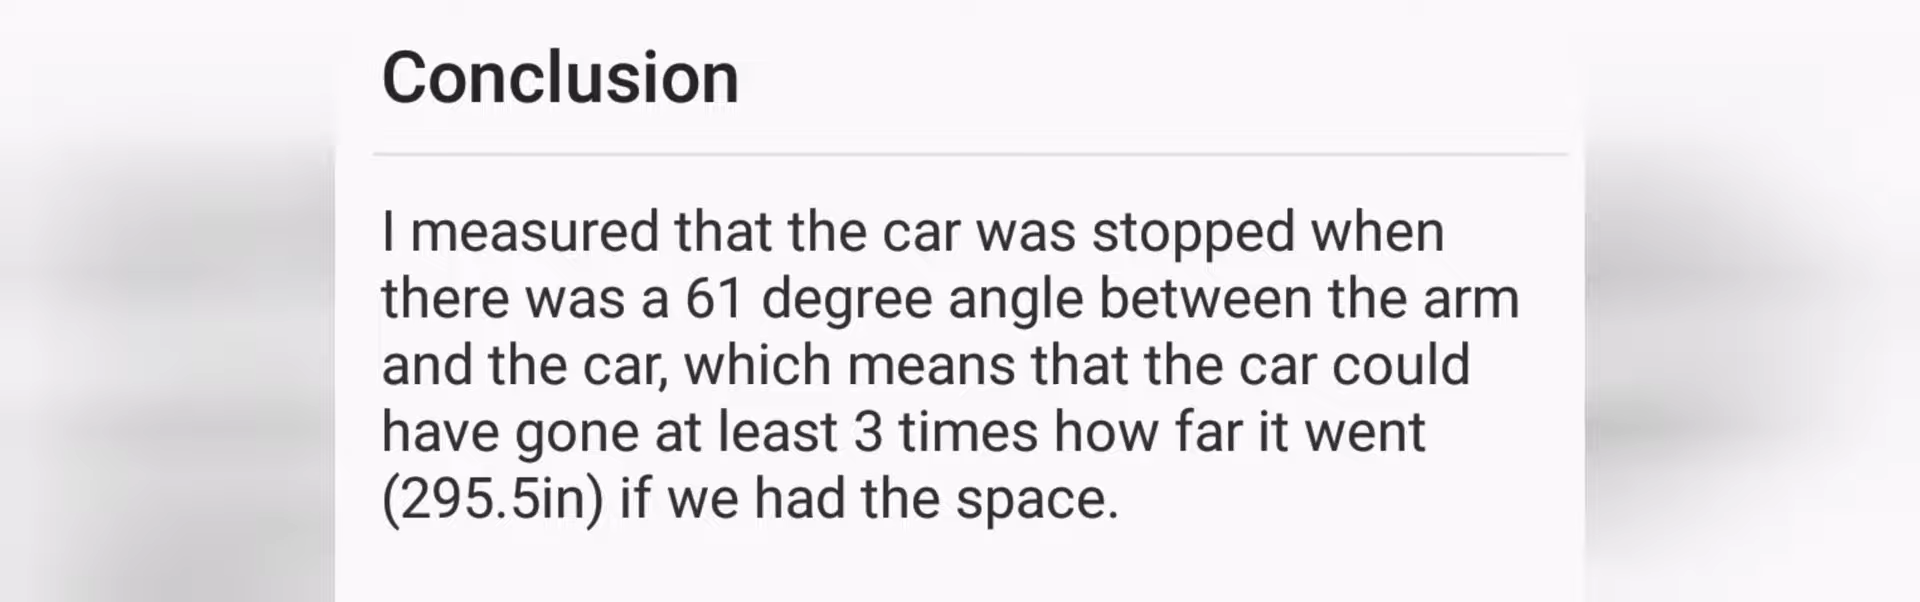 Conclusion
I measured that the car was stopped when
there was a 61 degree angle between the arm
and the car, which means that the car could
have gone at least 3 times how far it went
(295.5in) if we had the space.